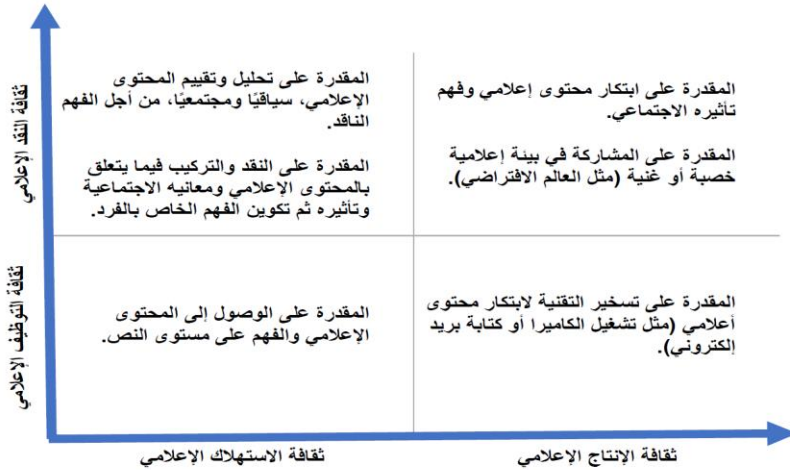 ثقافة النقد الإعلامي
المقدرة على ابتكار محتوى إعلامي وفهم
تأثيره الاجتماعي.
المقدرة على المشاركة في بيئة إعلامية
خصبة أو غنية (مثل العالم الافتراضي).
المقدرة على تحليل وتقييم المحتوى
الإعلامي، سياقيًا ومجتمعيًا، من أجل الفهم
الناقد.
المقدرة على النقد والتركيب فيما يتعلق
بالمحتوى الإعلامي ومعانيه الاجتماعية
وتأثيره ثم تكوين الفهم الخاص بالفرد.
ثقافة التوظيف الإعلامي
المقدرة على تسخير التقنية لابتكار محتوى
أعلامي (مثل تشغيل الكاميرا أو كتابة بريد
إلكتروني).
المقدرة على الوصول إلى المحتوى
الإعلامي والفهم على مستوى النص.
ثقافة الإنتاج الإعلامي
ثقافة الاستهلاك الإعلامي